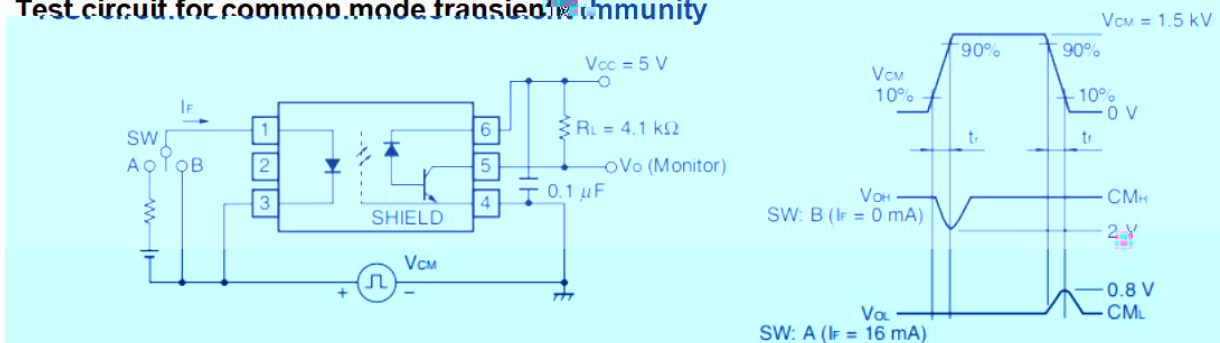 Test circuit for common mode transient immunity
VCC = 5 V
IF
SW
A
B
1
2
3
6
5
4
SHIELD
RL = 4.1 kΩ
VO (Monitor)
0.1 μF
VCM
+
−
VCM = 1.5 kV
90%
90%
VCM
10%
10%
0 V
tr
tf
VOH
CMH
SW: B (IF = 0 mA)
2 V
0.8 V
VOL
CML
SW: A (IF = 16 mA)